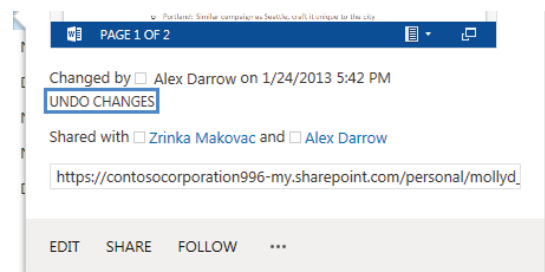 Portland: Similar campaign as Seattle, craft it unique to the city
PAGE 1 OF 2
Changed by Alex Darrow on 1/24/2013 5:42 PM
UNDO CHANGES
Shared with Zrinka Makovac and Alex Darrow
https://contosocorporation996-my.sharepoint.com/personal/mollyd_
EDIT SHARE FOLLOW ...